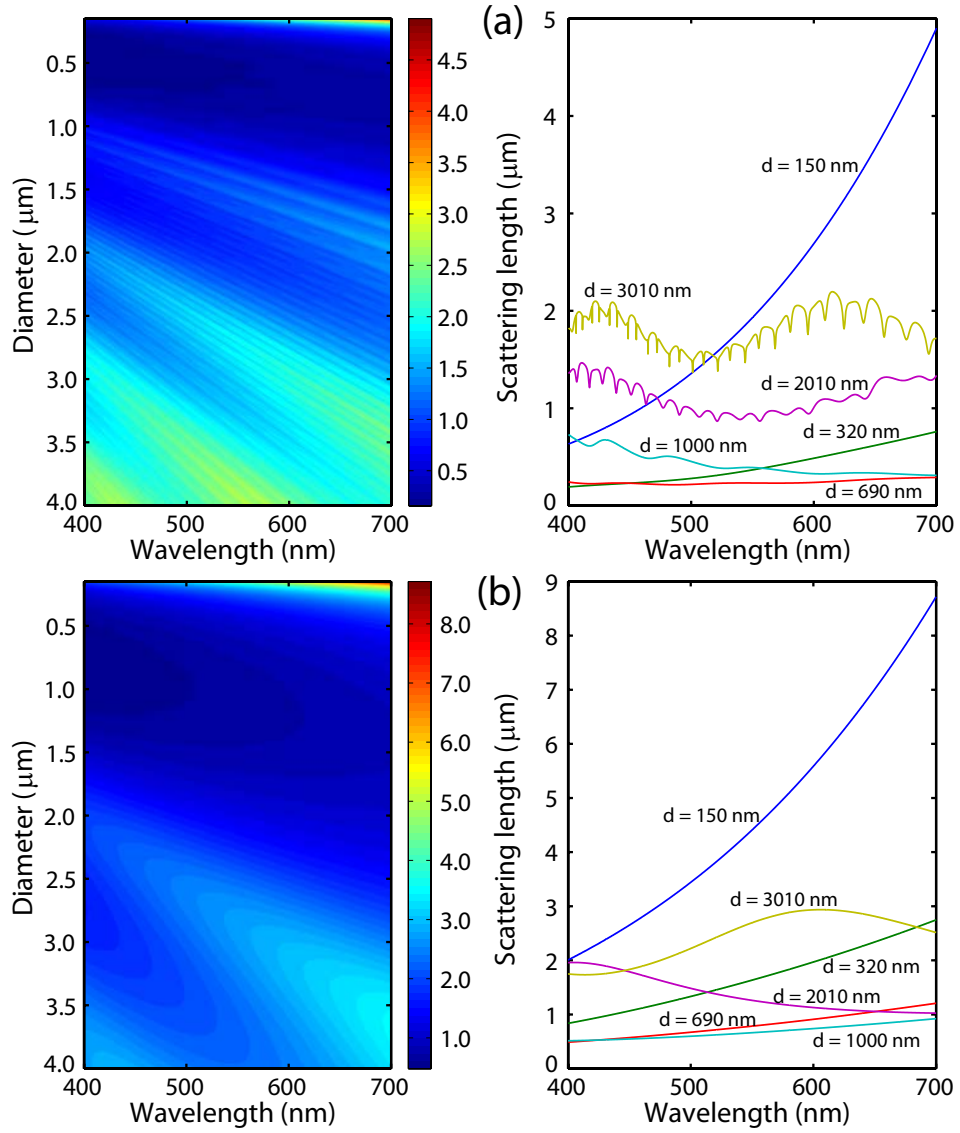 (a)
Diameter (μm)
0.5
1.0
1.5
2.0
2.5
3.0
3.5
4.0
400 500 600 700
Wavelength (nm)
4.5
4.0
3.5
3.0
2.5
2.0
1.5
1.0
0.5
Scattering length (μm)
5
4
3
2
1
0
d = 150 nm
d = 3010 nm
d = 2010 nm
d = 320 nm
d = 1000 nm
d = 690 nm
400 500 600 700
Wavelength (nm)
(b)
Diameter (μm)
0.5
1.0
1.5
2.0
2.5
3.0
3.5
4.0
400 500 600 700
Wavelength (nm)
8.0
7.0
6.0
5.0
4.0
3.0
2.0
1.0
Scattering length (μm)
9
8
7
6
5
4
3
2
1
0
d = 150 nm
d = 3010 nm
d = 320 nm
d = 2010 nm
d = 690 nm
d = 1000 nm
400 500 600 700
Wavelength (nm)